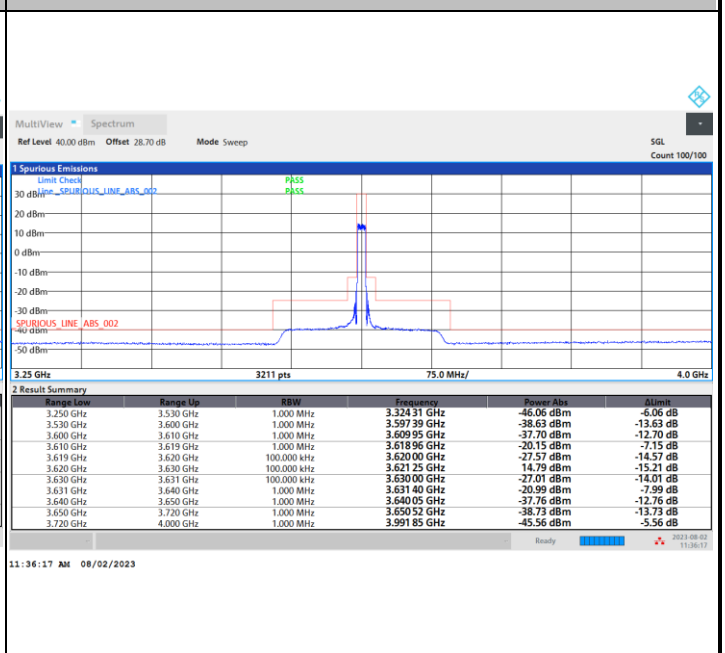 MultiView Spectrum
Ref Level 40.00 dBm Offset 28.70 dB Mode Sweep SGL
Count 100/100
1 Spurious Emissions
Limit Check PASS
Line _SPURIOUS_LINE_ABS_002 PASS
30 dBm
20 dBm
10 dBm
0 dBm
-10 dBm
-20 dBm
-30 dBm
SPURIOUS_LINE_ABS_002
-40 dBm
-50 dBm
3.25 GHz 3211 pts 75.0 MHz/ 4.0 GHz
2 Result Summary
Range Low Range Up RBW Frequency Power Abs ΔLimit
3.250 GHz 3.530 GHz 1.000 MHz 3.324 31 GHz -46.06 dBm -6.06 dB
3.530 GHz 3.600 GHz 1.000 MHz 3.597 39 GHz -38.63 dBm -13.63 dB
3.600 GHz 3.610 GHz 1.000 MHz 3.609 95 GHz -37.70 dBm -12.70 dB
3.610 GHz 3.619 GHz 1.000 MHz 3.618 96 GHz -20.15 dBm -7.15 dB
3.619 GHz 3.620 GHz 100.000 kHz 3.620 00 GHz -27.57 dBm -14.57 dB
3.620 GHz 3.630 GHz 100.000 kHz 3.621 25 GHz 14.79 dBm -15.21 dB
3.630 GHz 3.631 GHz 100.000 kHz 3.630 00 GHz -27.01 dBm -14.01 dB
3.631 GHz 3.640 GHz 1.000 MHz 3.631 40 GHz -20.99 dBm -7.99 dB
3.640 GHz 3.650 GHz 1.000 MHz 3.640 05 GHz -37.76 dBm -12.76 dB
3.650 GHz 3.720 GHz 1.000 MHz 3.650 52 GHz -38.73 dBm -13.73 dB
3.720 GHz 4.000 GHz 1.000 MHz 3.991 85 GHz -45.56 dBm -5.56 dB
Ready 2023-08-02
11:36:17
11:36:17 AM 08/02/2023